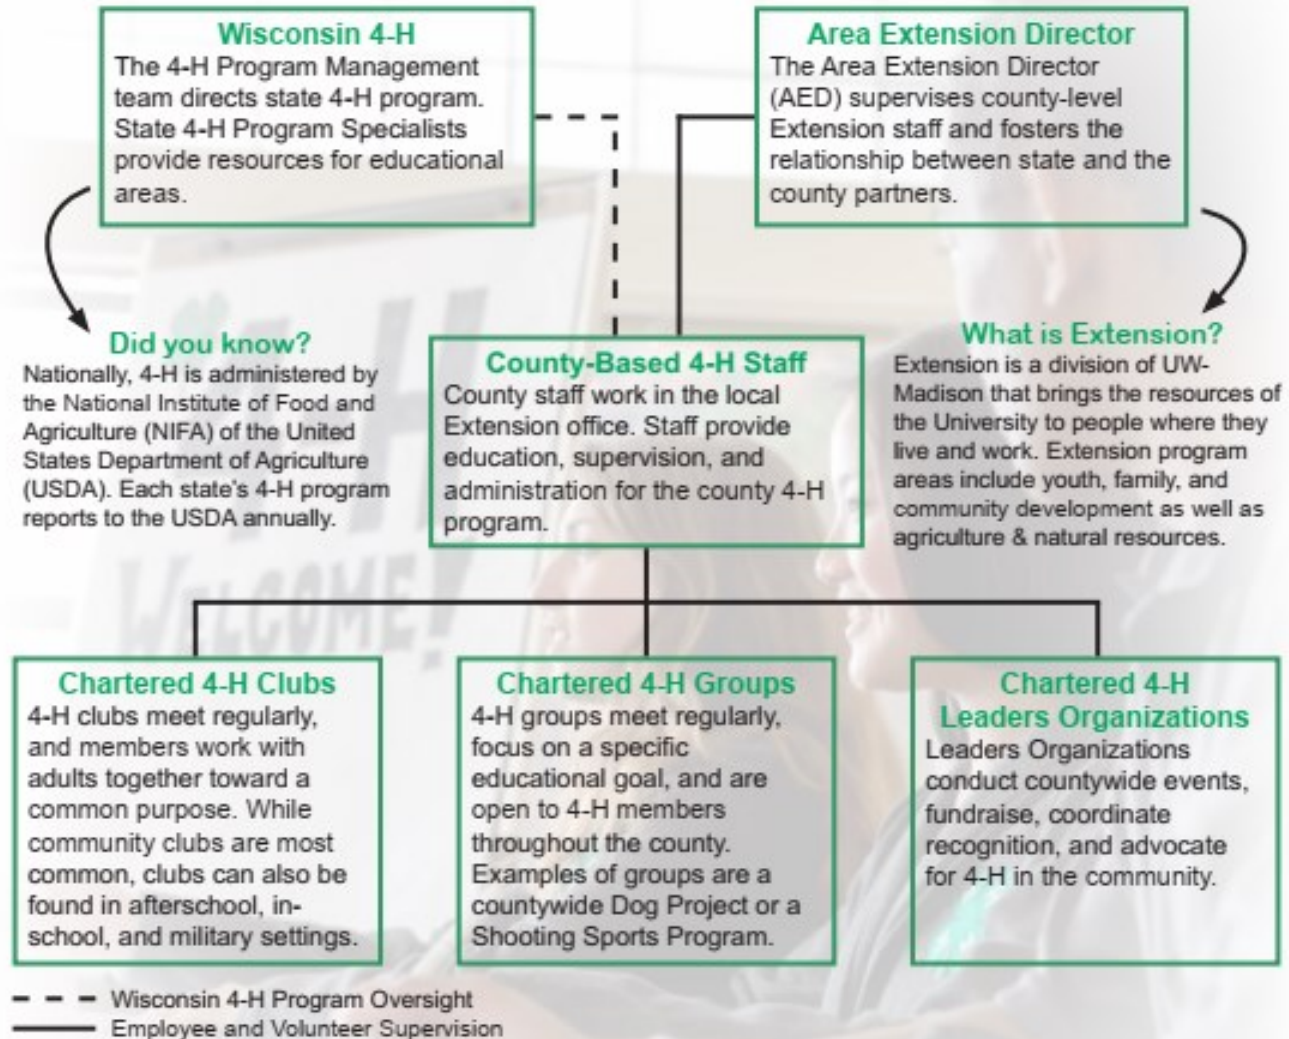 Wisconsin 4-H
The 4-H Program Management
team directs state 4-H program.
State 4-H Program Specialists
provide resources for educational
areas.
Area Extension Director
The Area Extension Director
(AED) supervises county-level
Extension staff and fosters the
relationship between state and the
county partners.
Did you know?
Nationally, 4-H is administered by
the National Institute of Food and
Agriculture (NIFA) of the United
States Department of Agriculture
(USDA). Each state's 4-H program
reports to the USDA annually.
County-Based 4-H Staff
County staff work in the local
Extension office. Staff provide
education, supervision, and
administration for the county 4-H
program.
What is Extension?
Extension is a division of UW-
Madison that brings the resources of
the University to people where they
live and work. Extension program
areas include youth, family, and
community development as well as
agriculture & natural resources.
4-H
WELCOME!
Chartered 4-H Clubs
4-H clubs meet regularly,
and members work with
adults together toward a
common purpose. While
community clubs are most
common, clubs can also be
found in afterschool, in-
school, and military settings.
Chartered 4-H Groups
4-H groups meet regularly,
focus on a specific
educational goal, and are
open to 4-H members
throughout the county.
Examples of groups are a
countywide Dog Project or a
Shooting Sports Program.
Chartered 4-H
Leaders Organizations
Leaders Organizations
conduct countywide events,
fundraise, coordinate
recognition, and advocate
for 4-H in the community.
Wisconsin 4-H Program Oversight
Employee and Volunteer Supervision